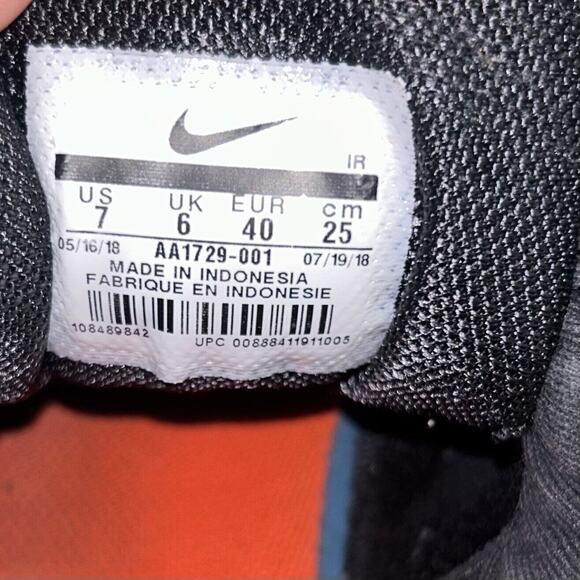 IR
US UK EUR cm
7 6 40 25
05/16/18 AA1729-001 07/19/18
MADE IN INDONESIA
FABRIQUE EN INDONESIE
108489842
UPC 00888411911005